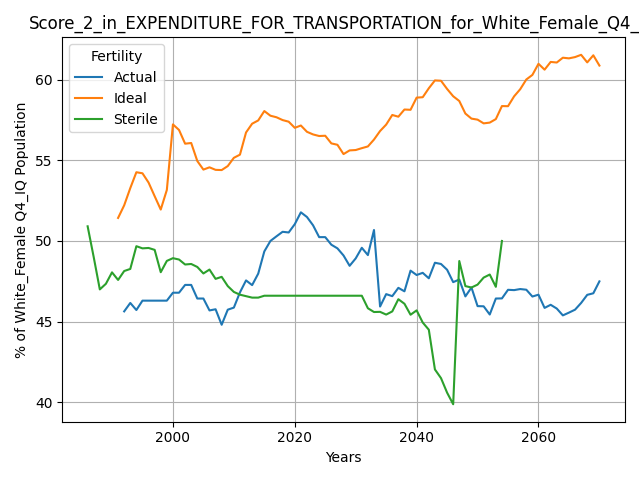 Score_2_in_EXPENDITURE_FOR_TRANSPORTATION_for_White_Female_Q4_
Fertility
Actual
Ideal
Sterile
% of White_Female Q4_IQ Population
60
55
50
45
40
2000 2020 2040 2060
Years